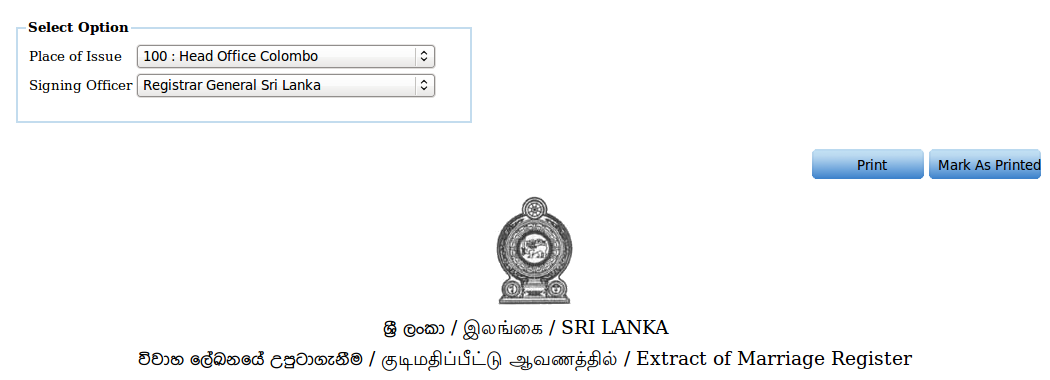 Select Option
Place of Issue 100 : Head Office Colombo
Signing Officer Registrar General Sri Lanka
Print Mark As Printed
ශ්‍රී ලංකා / இலங்கை / SRI LANKA
විවාහ ලේඛනයේ උපුටාගැනීම / குடிமதிப்பீட்டு ஆவணத்தில் / Extract of Marriage Register